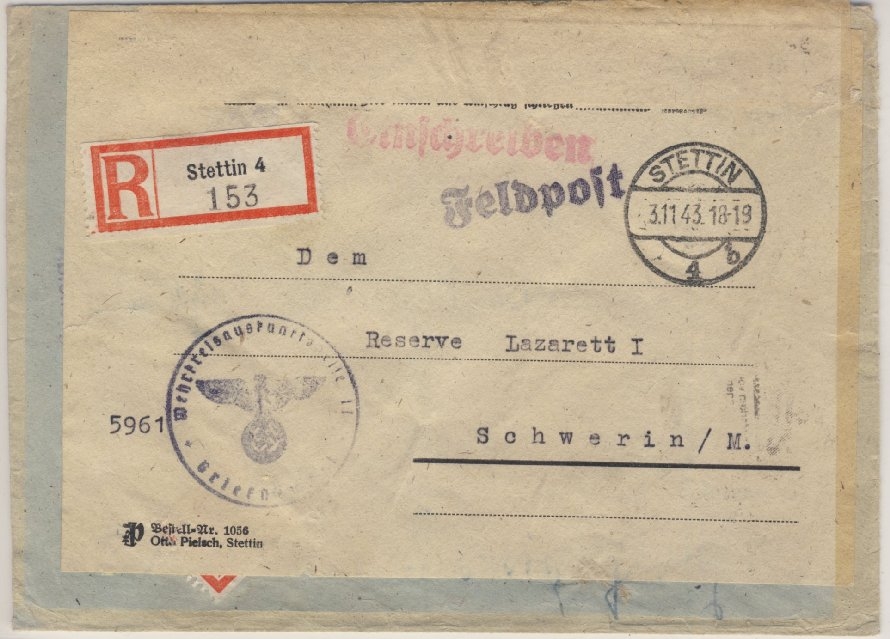 Einschreiben
Feldpost
R
Stettin 4
153
STETTIN
3.11.43. 18-19
4 b
Dem
Reserve Lazarett I
5961
Schwerin/M.
Bestell-Nr. 1056
Otto Pietsch, Stettin